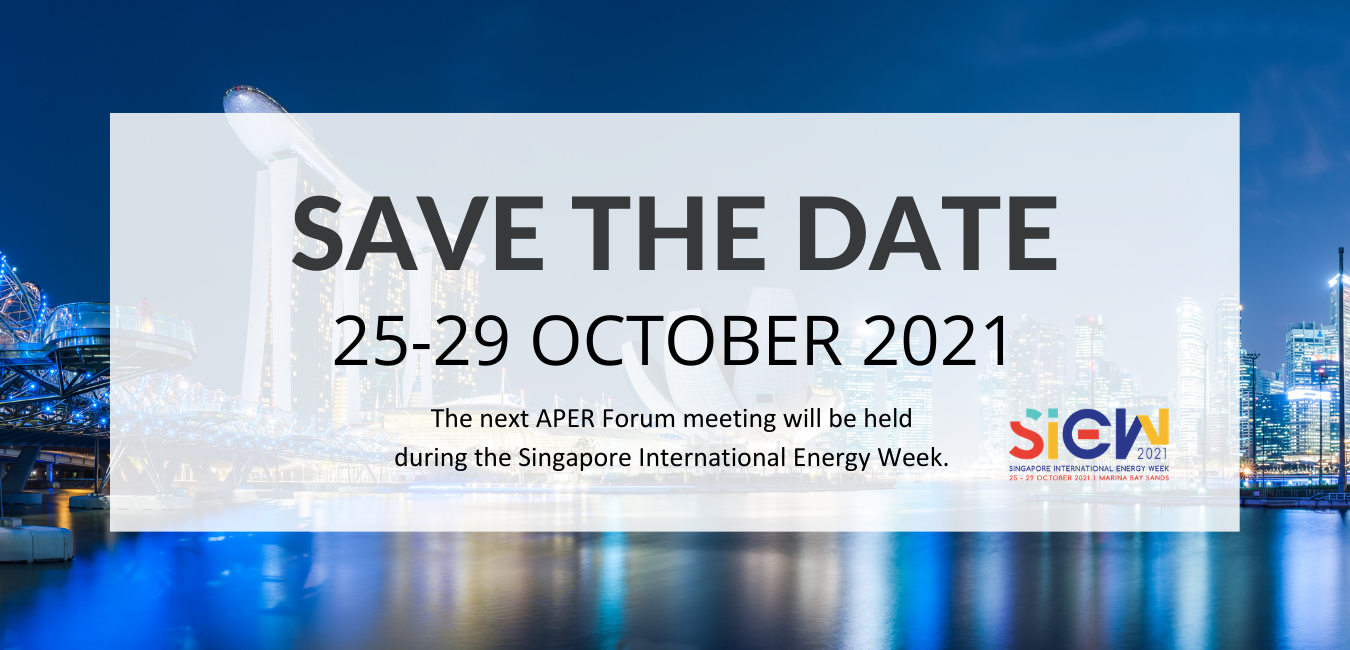 SAVE THE DATE
25-29 OCTOBER 2021
The next APER Forum meeting will be held
during the Singapore International Energy Week.
SiEW
2021
SINGAPORE INTERNATIONAL ENERGY WEEK
25 - 29 OCTOBER 2021 | MARINA BAY SANDS